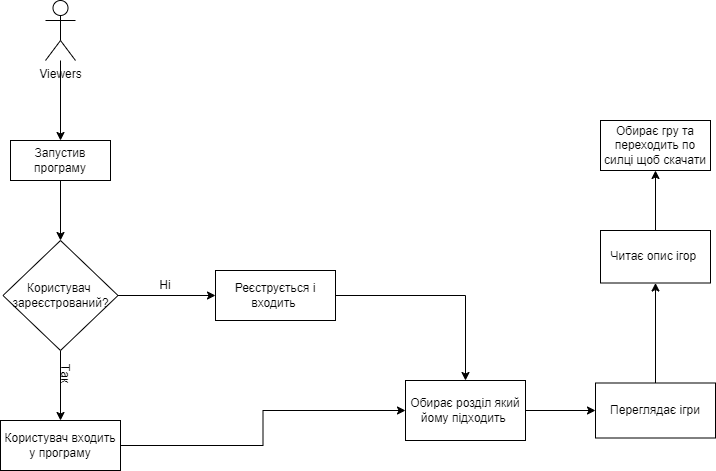 Viewers
Запустив
програму
Користувач
зареєстрований?
Ні
Реєструється і
входить
Так
Користувач входить
у програму
Обирає розділ який
йому підходить
Переглядає ігри
Читає опис ігор
Обирає гру та
переходить по
силці щоб скачати